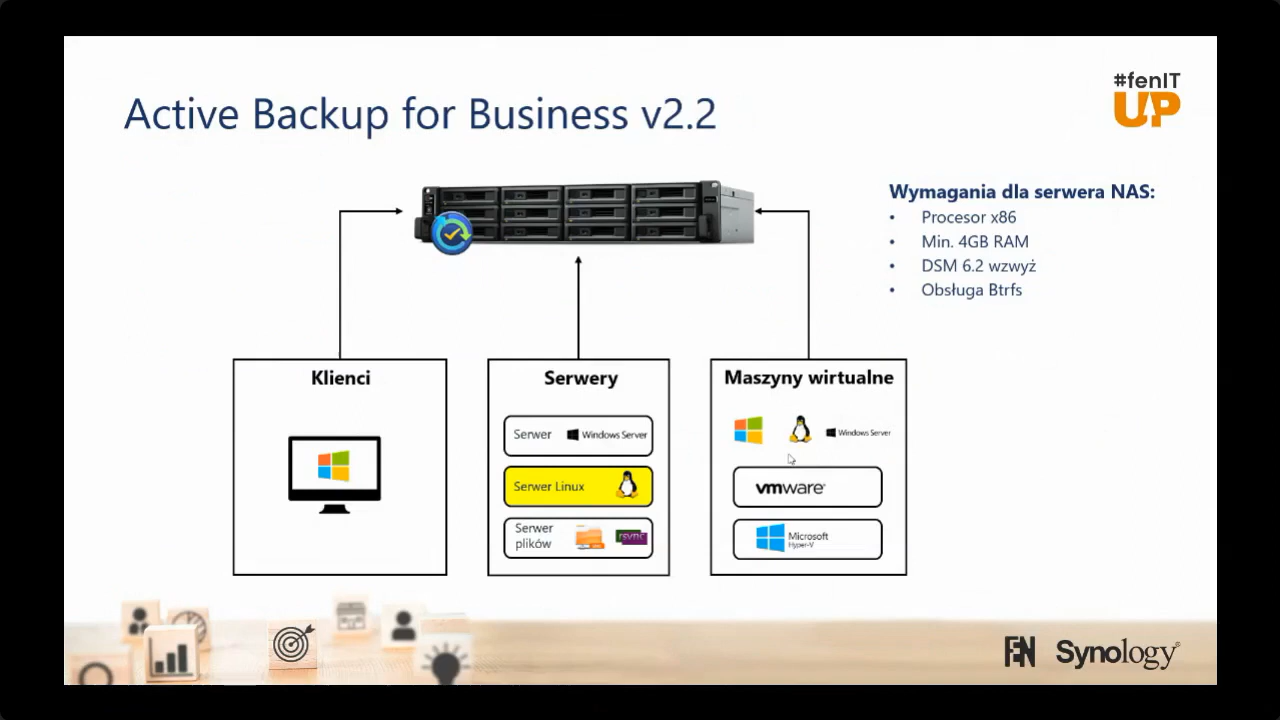 #fenIT
UP
Active Backup for Business v2.2
Wymagania dla serwera NAS:
• Procesor x86
• Min. 4GB RAM
• DSM 6.2 wzwyż
• Obsługa Btrfs
Klienci
Serwery
Serwer Windows Server
Serwer Linux
Serwer
plików
rsync
Maszyny wirtualne
Windows Server
vmware
Microsoft
Hyper-V
FEN Synology